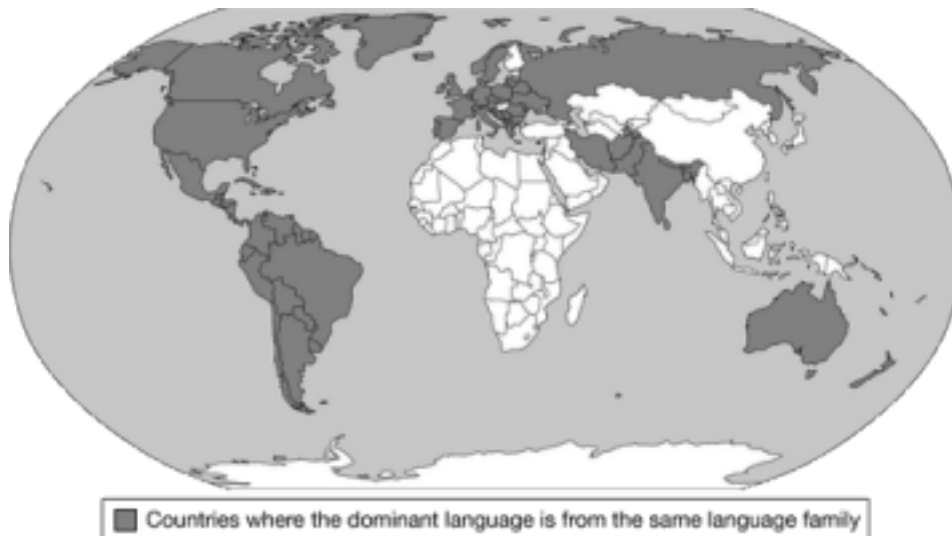 Countries where the dominant language is from the same language family